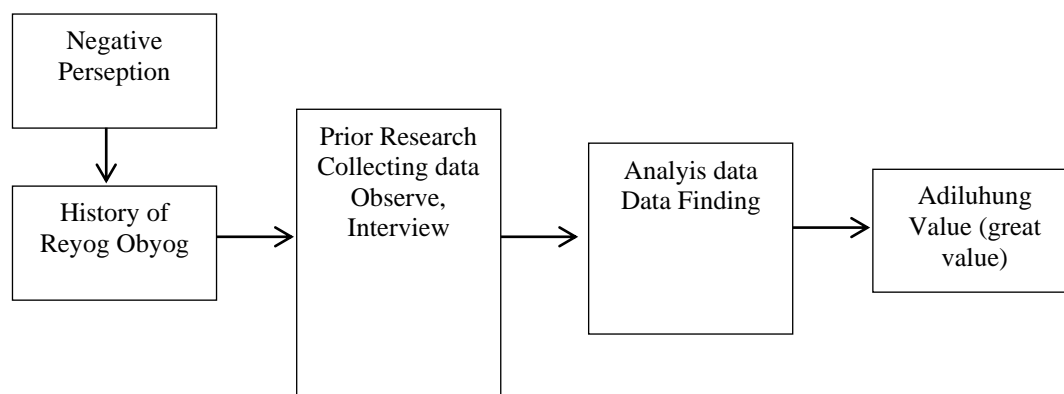 Negative
Perseption
History of
Reyog Obyog
Prior Research
Collecting data
Observe,
Interview
Analyis data
Data Finding
Adiluhung
Value (great
value)